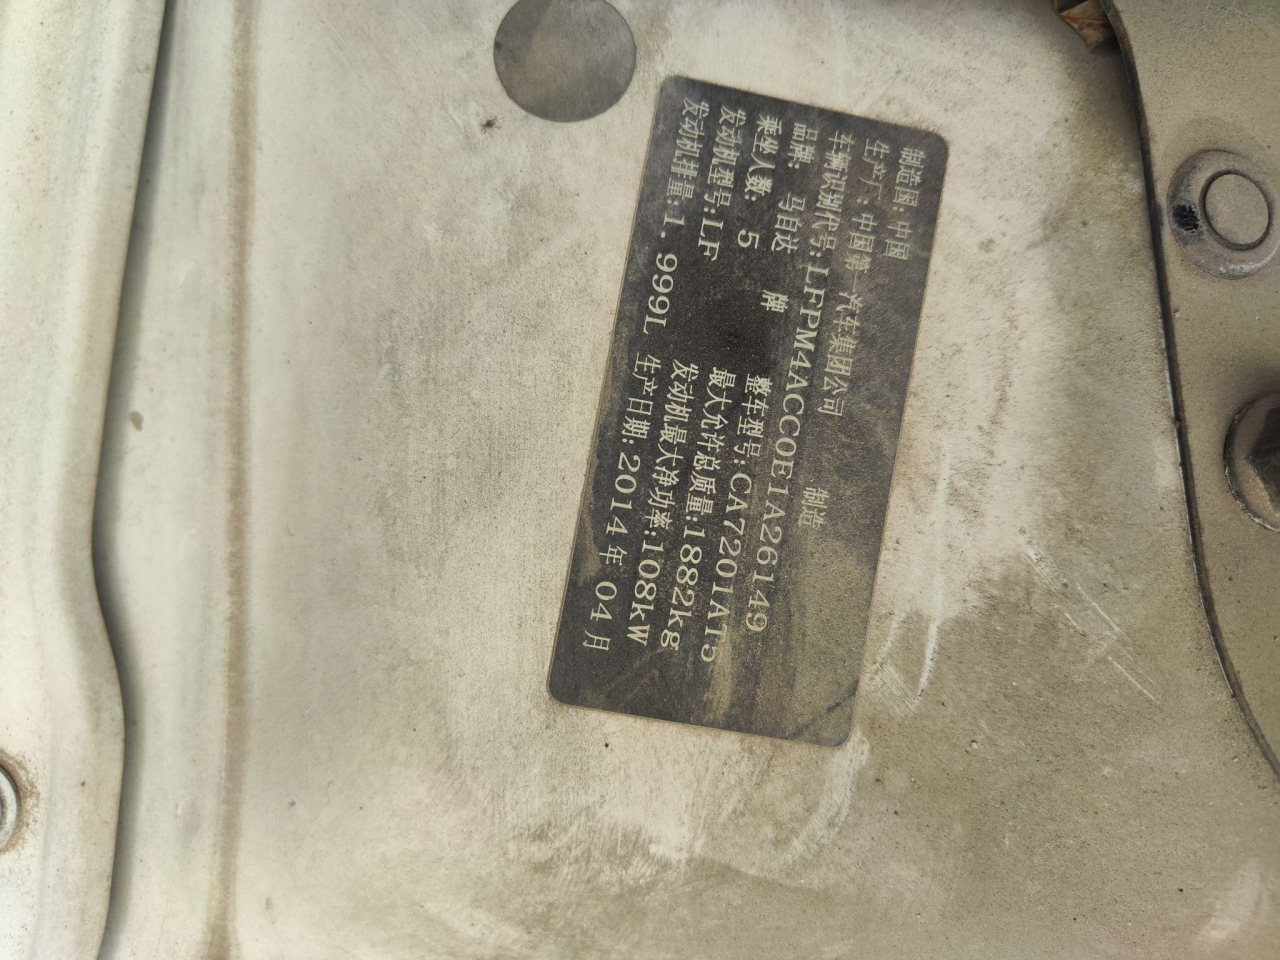 制造国:中国
生产厂:中国第一汽车集团公司 制造
车辆识别代号:LFPM4ACC0E1A26149
品牌: 马自达 牌 整车型号:CA7201AT5
乘坐人数: 5 最大允许总质量:1882kg
发动机型号:LF 发动机最大净功率:108kW
发动机排量:1.999L 生产日期:2014年04月